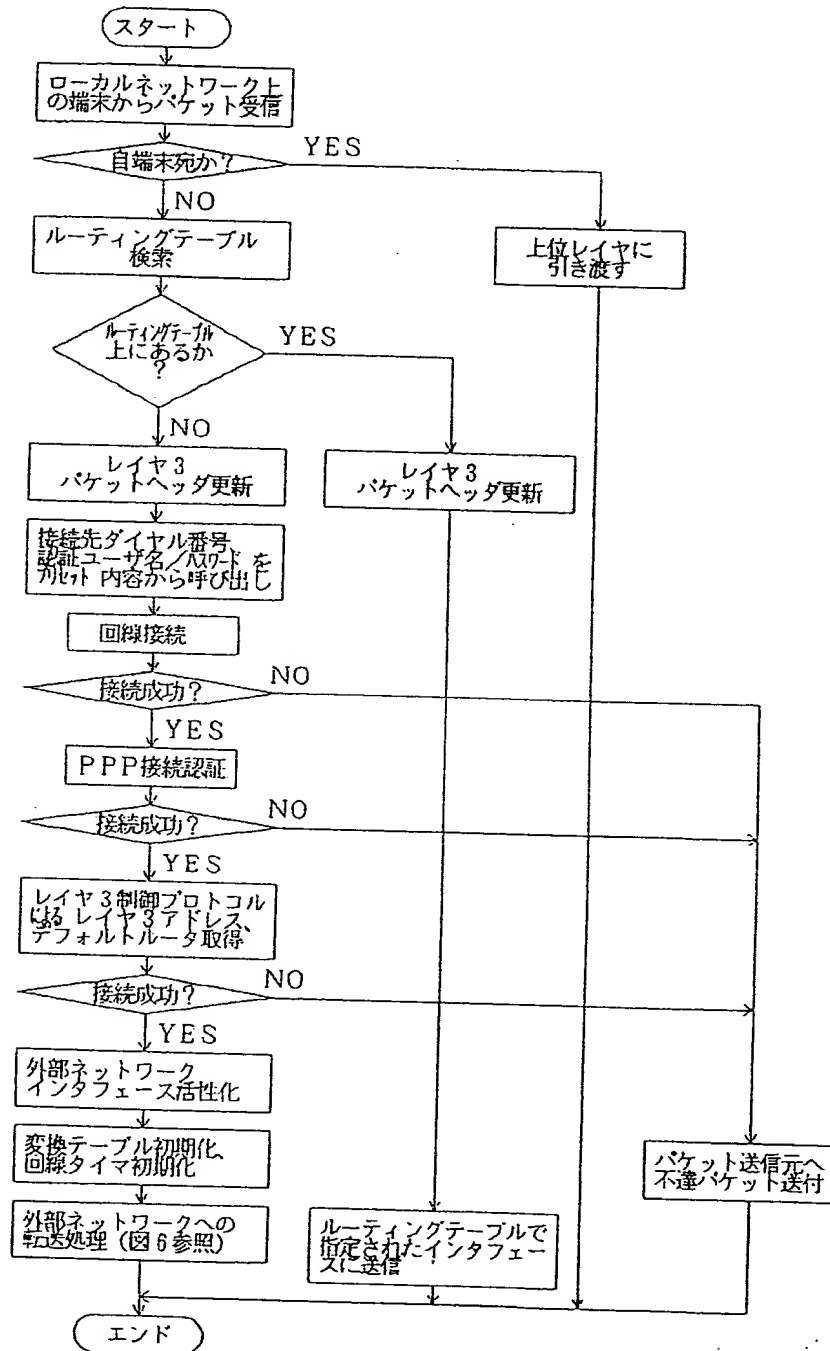 スタート
ローカルネットワーク上
の端末からパケット受信
自端末宛か?
YES
NO
ルーティングテーブル
検索
上位レイヤに
引き渡す
ルーティングテーブル
上にあるか
?
YES
NO
レイヤ3
パケットヘッダ更新
レイヤ3
パケットヘッダ更新
接続先ダイヤル番号
認証ユーザ名/パスワードを
プリセット内容から呼び出し
回線接続
接続成功?
NO
YES
PPP接続認証
接続成功?
NO
YES
レイヤ3制御プロトコル
による レイヤ3アドレス、
デフォルトルータ取得、
接続成功?
NO
YES
外部ネットワーク
インタフェース活性化
変換テーブル初期化、
回線タイマ初期化
パケット送信元へ
不達パケット送付
外部ネットワークへの
転送処理(図6参照)
ルーティングテーブルで
指定されたインタフェー
スに送信
エンド